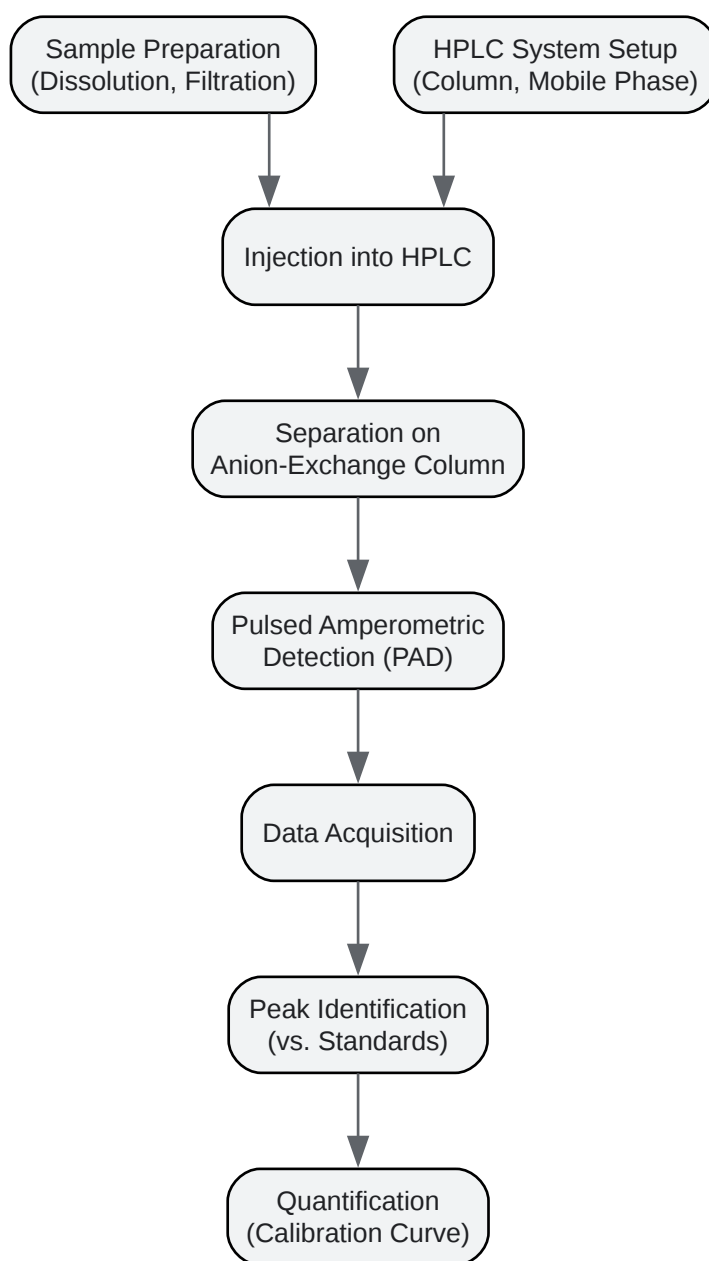 Sample Preparation
(Dissolution, Filtration)
HPLC System Setup
(Column, Mobile Phase)
Injection into HPLC
Separation on
Anion-Exchange Column
Pulsed Amperometric
Detection (PAD)
Data Acquisition
Peak Identification
(vs. Standards)
Quantification
(Calibration Curve)